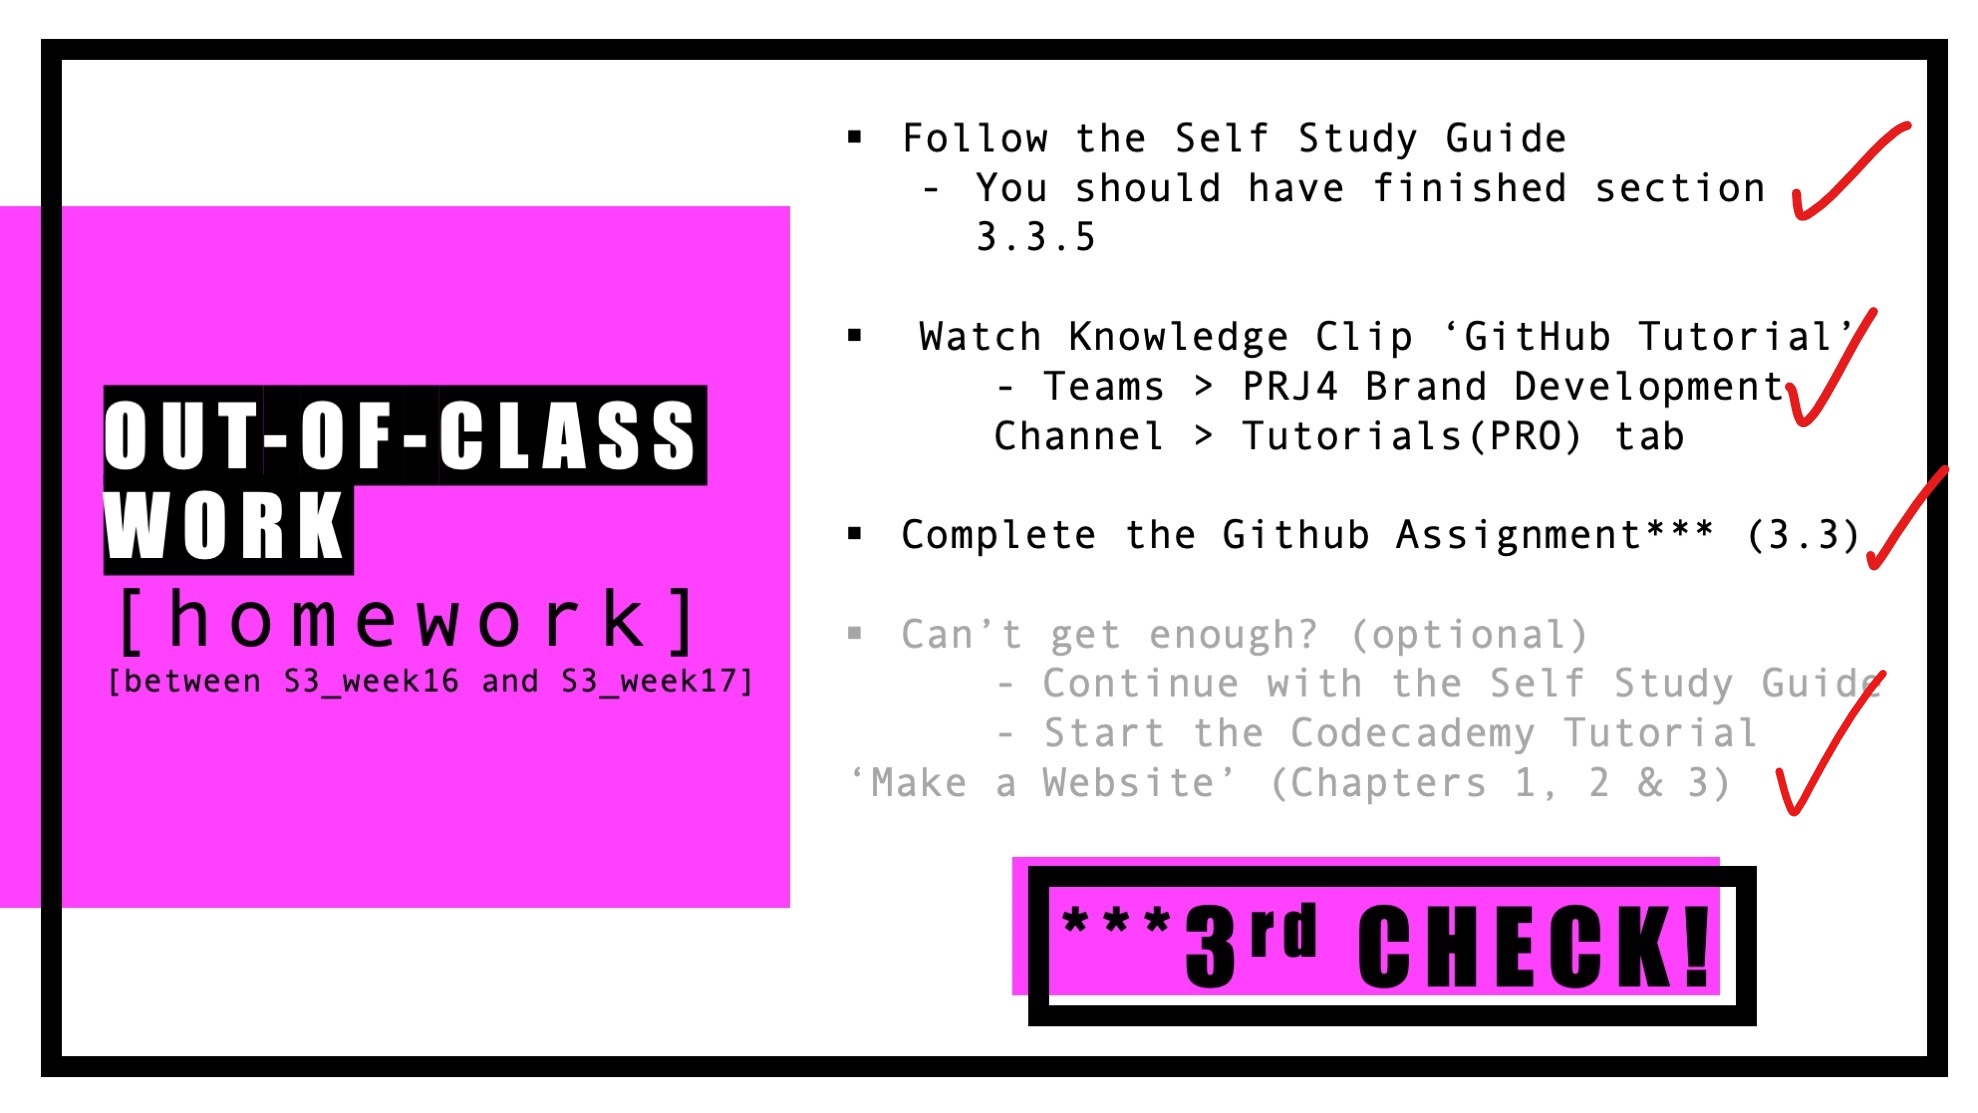 OUT-OF-CLASS
WORK
[homework]
[between S3_week16 and S3_week17]
▪ Follow the Self Study Guide
- You should have finished section
3.3.5
▪ Watch Knowledge Clip ‘GitHub Tutorial’
- Teams > PRJ4 Brand Development
Channel > Tutorials(PRO) tab
▪ Complete the Github Assignment*** (3.3)
▪ Can’t get enough? (optional)
- Continue with the Self Study Guide
- Start the Codecademy Tutorial
‘Make a Website’ (Chapters 1, 2 & 3)
***3rd CHECK!